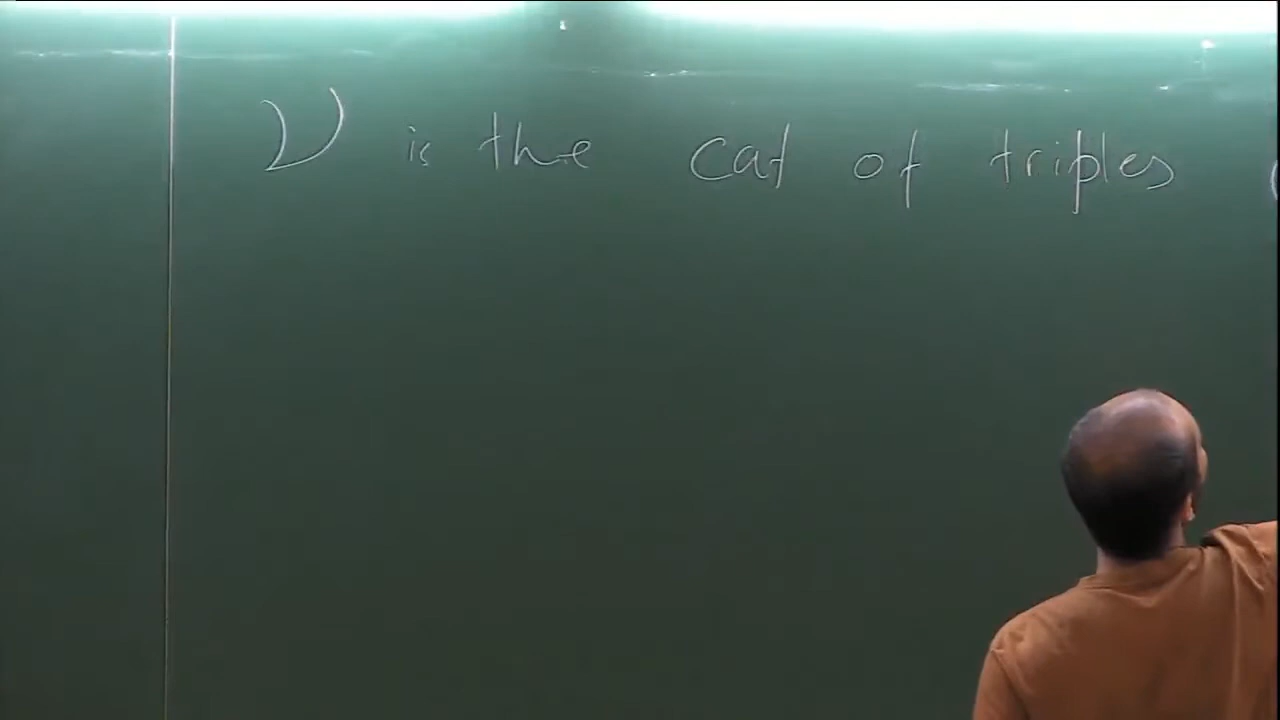 𝒱 is the cat of triples (